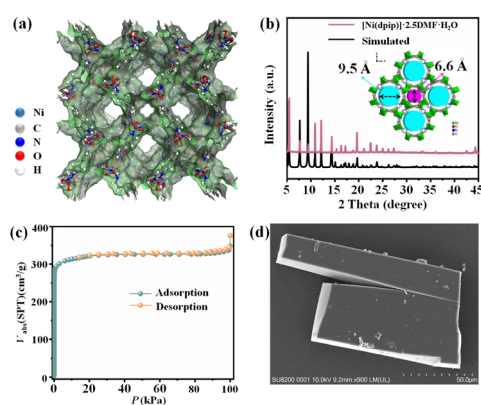 (a)
Ni
C
N
O
H
(b)
[Ni(dpip)]·2.5DMF·H₂O
Simulated
9.5 Å
6.6 Å
Intensity (a.u.)
5 10 15 20 25 30 35 40 45
2 Theta (degree)
(c)
V_abs(SPT)(cm³/g)
400
300
200
100
0
Adsorption
Desorption
0 20 40 60 80 100
P (kPa)
(d)
SU8200 0001 10.0kV 9.2mm x900 LM(UL)
50.0μm